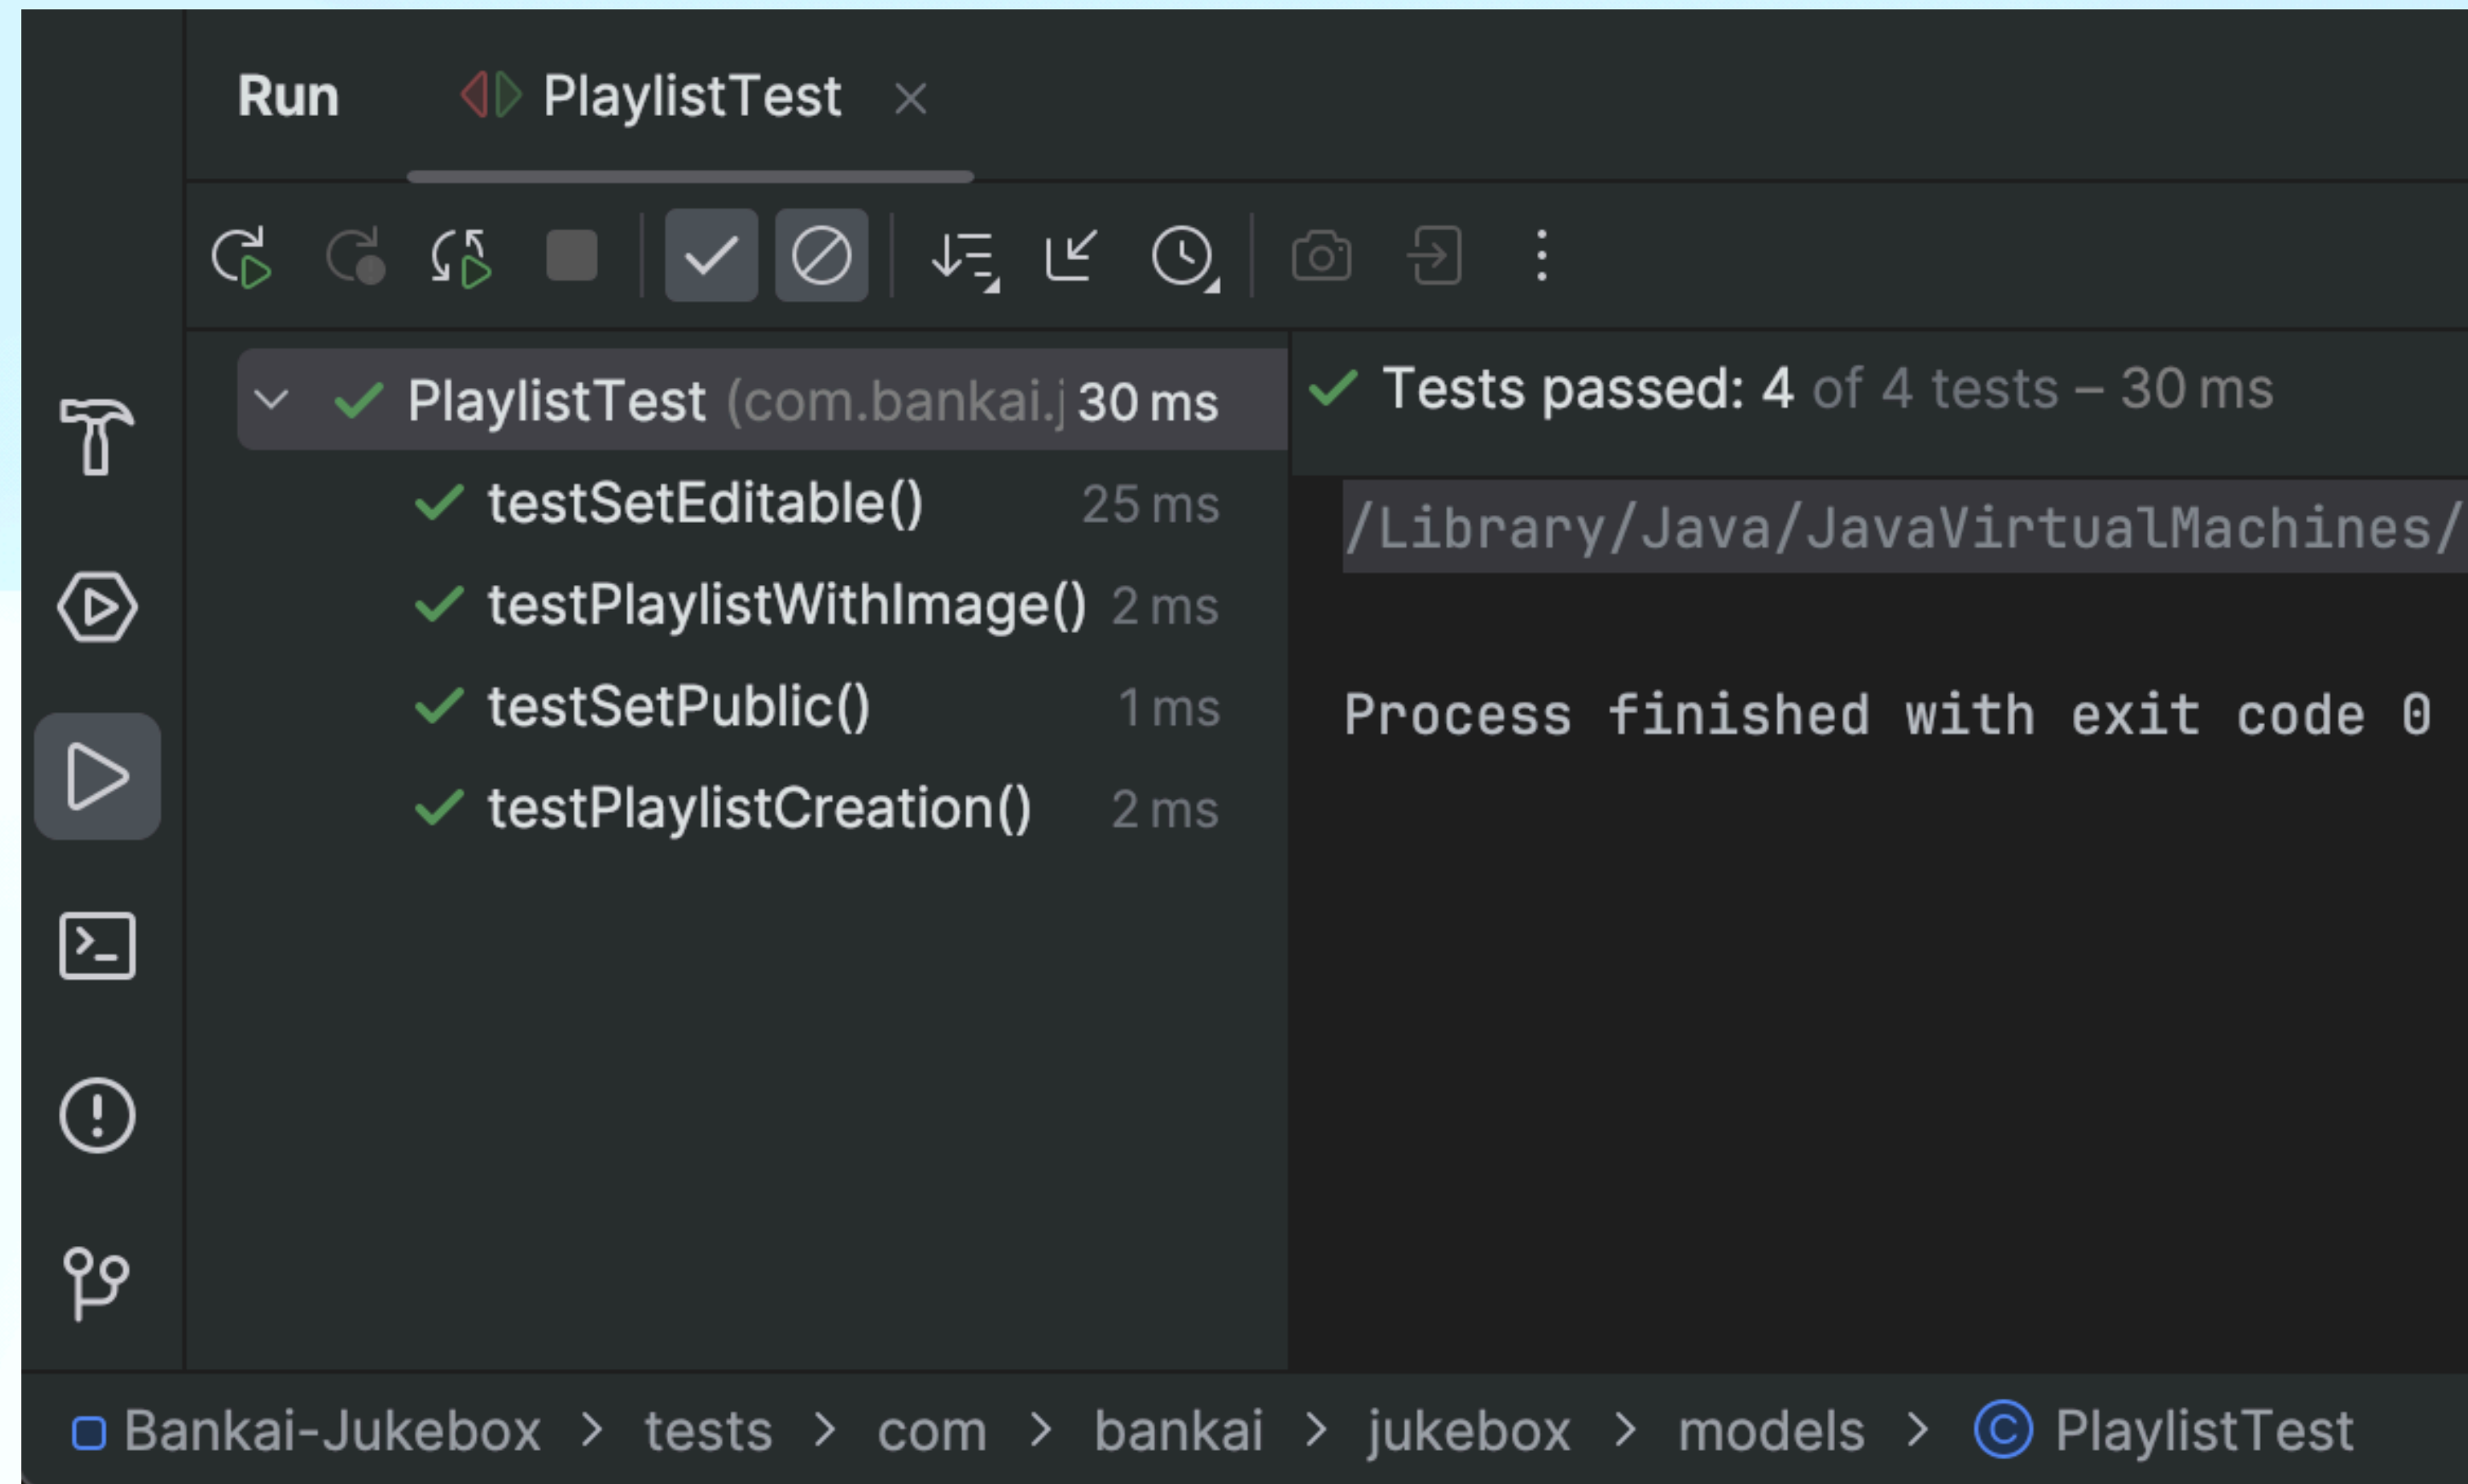 Run PlaylistTest
PlaylistTest (com.bankai.j 30 ms
testSetEditable() 25 ms
testPlaylistWithImage() 2 ms
testSetPublic() 1 ms
testPlaylistCreation() 2 ms
Tests passed: 4 of 4 tests – 30 ms
/Library/Java/JavaVirtualMachines/
Process finished with exit code 0
Bankai-Jukebox > tests > com > bankai > jukebox > models > PlaylistTest